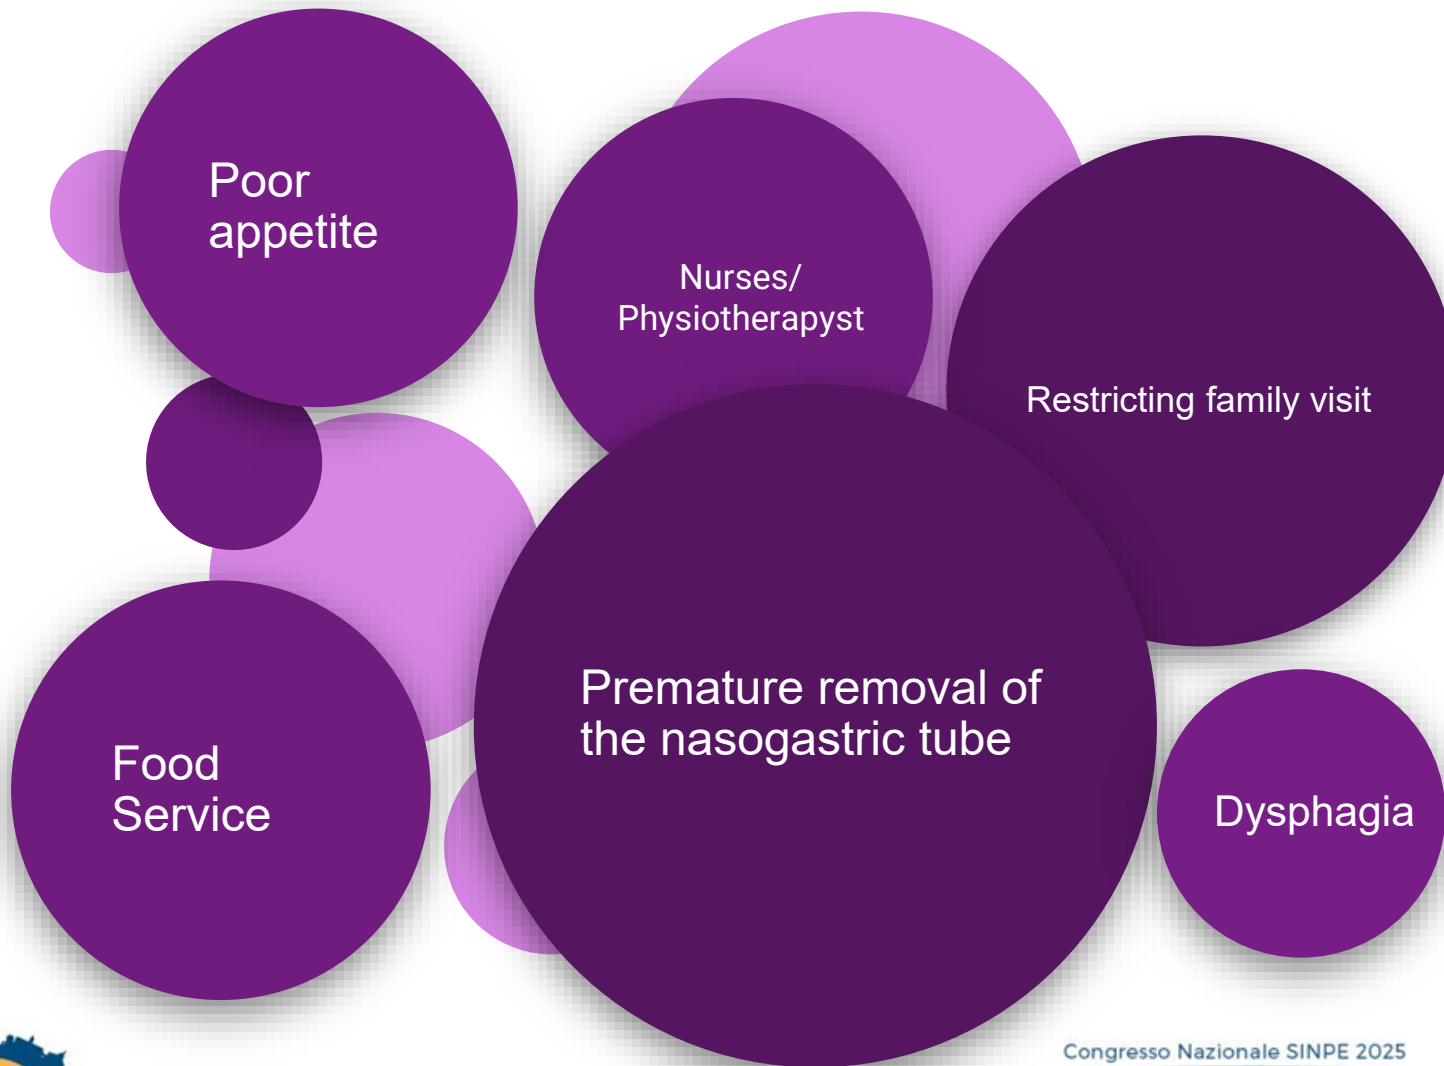 Poor
appetite
Nurses/
Physiotherapyst
Restricting family visit
Premature removal of
the nasogastric tube
Food
Service
Dysphagia
Congresso Nazionale SINPE 2025